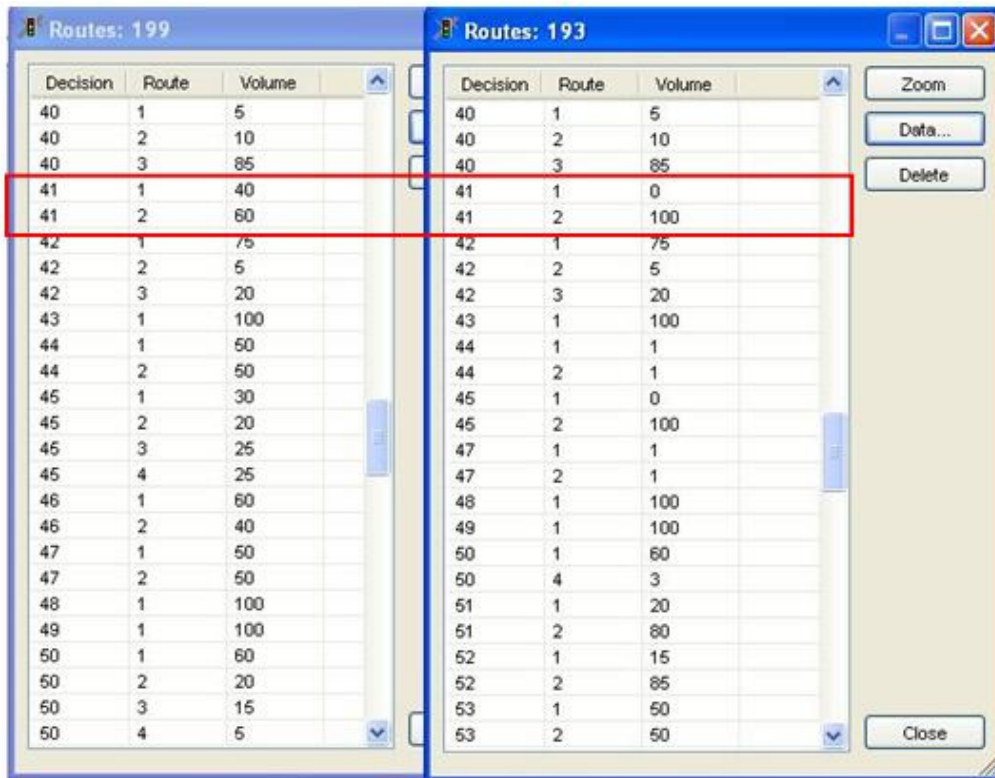 Routes: 199
Decision Route Volume
40 1 5
40 2 10
40 3 85
41 1 40
41 2 60
42 1 75
42 2 5
42 3 20
43 1 100
44 1 50
44 2 50
45 1 30
45 2 20
45 3 25
45 4 25
46 1 60
46 2 40
47 1 50
47 2 50
48 1 100
49 1 100
50 1 60
50 2 20
50 3 15
50 4 5
Routes: 193
Decision Route Volume
40 1 5
40 2 10
40 3 85
41 1 0
41 2 100
42 1 75
42 2 5
42 3 20
43 1 100
44 1 1
44 2 1
45 1 0
45 2 100
47 1 1
47 2 1
48 1 100
49 1 100
50 1 60
50 4 3
51 1 20
51 2 80
52 1 15
52 2 85
53 1 50
53 2 50
Zoom
Data...
Delete
Close